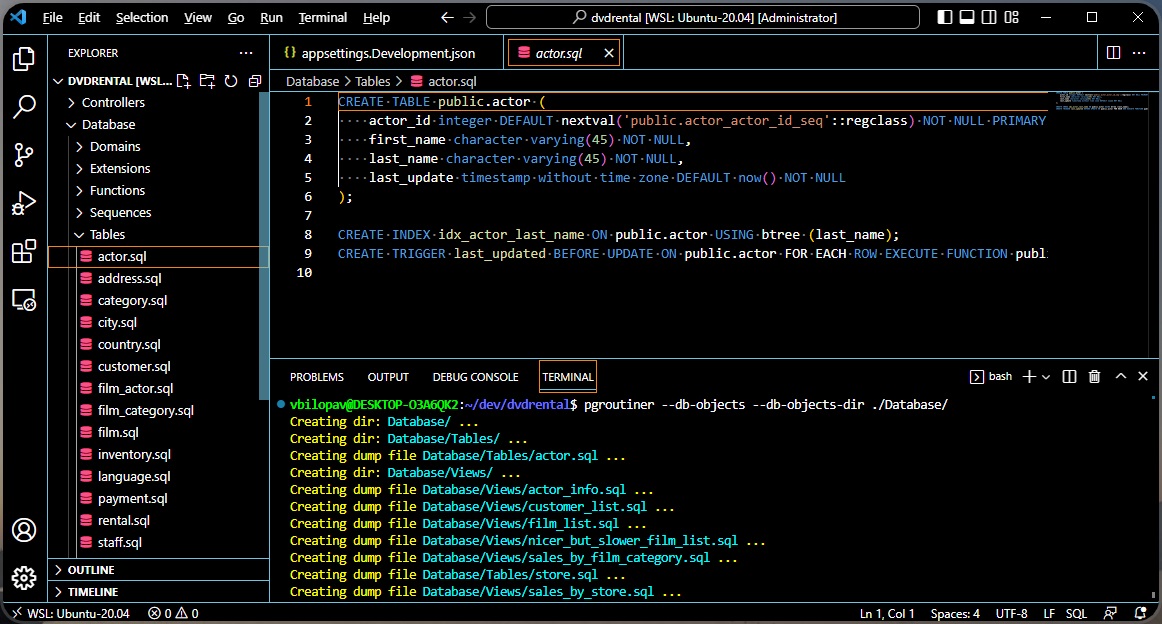 File Edit Selection View Go Run Terminal Help dvdrental [WSL: Ubuntu-20.04] [Administrator]
EXPLORER
DVDRENTAL [WSL...
Controllers
Database
Domains
Extensions
Functions
Sequences
Tables
actor.sql
address.sql
category.sql
city.sql
country.sql
customer.sql
film_actor.sql
film_category.sql
film.sql
inventory.sql
language.sql
payment.sql
rental.sql
staff.sql
OUTLINE
TIMELINE
{} appsettings.Development.json actor.sql
Database > Tables > actor.sql
1 CREATE TABLE public.actor (
2 ····actor_id·integer·DEFAULT·nextval('public.actor_actor_id_seq'::regclass)·NOT·NULL·PRIMARY
3 ····first_name·character·varying(45)·NOT·NULL,
4 ····last_name·character·varying(45)·NOT·NULL,
5 ····last_update·timestamp·without·time·zone·DEFAULT·now()·NOT·NULL
6 );
7
8 CREATE·INDEX·idx_actor_last_name·ON·public.actor·USING·btree·(last_name);
9 CREATE·TRIGGER·last_updated·BEFORE·UPDATE·ON·public.actor·FOR·EACH·ROW·EXECUTE·FUNCTION·publ
10
PROBLEMS OUTPUT DEBUG CONSOLE TERMINAL bash
vbilopav@DESKTOP-O3A6QK2:~/dev/dvdrental$ pgroutiner --db-objects --db-objects-dir ./Database/
Creating dir: Database/ ...
Creating dir: Database/Tables/ ...
Creating dump file Database/Tables/actor.sql ...
Creating dir: Database/Views/ ...
Creating dump file Database/Views/actor_info.sql ...
Creating dump file Database/Views/customer_list.sql ...
Creating dump file Database/Views/film_list.sql ...
Creating dump file Database/Views/nicer_but_slower_film_list.sql ...
Creating dump file Database/Views/sales_by_film_category.sql ...
Creating dump file Database/Tables/store.sql ...
Creating dump file Database/Views/sales_by_store.sql ...
WSL: Ubuntu-20.04 0 0 Ln 1, Col 1 Spaces: 4 UTF-8 LF SQL